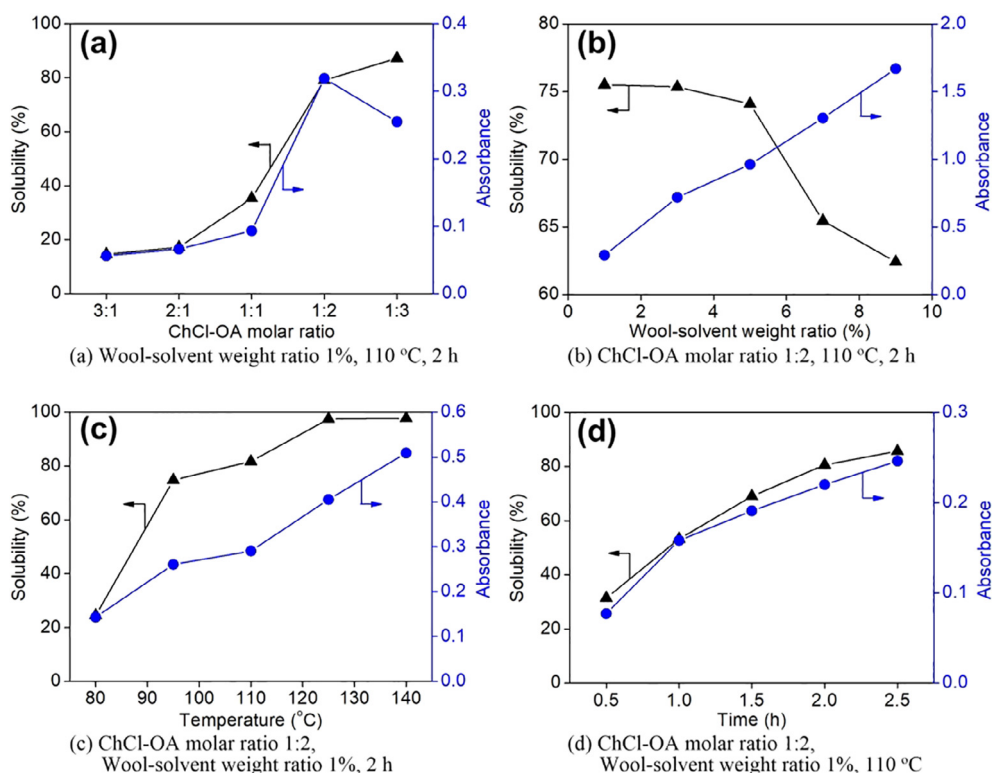 (a)
100
80
60
40
20
0
Solubility (%)
0.4
0.3
0.2
0.1
0.0
Absorbance
3:1 2:1 1:1 1:2 1:3
ChCl-OA molar ratio
(a) Wool-solvent weight ratio 1%, 110 °C, 2 h
(b)
80
75
70
65
60
Solubility (%)
2.0
1.5
1.0
0.5
0.0
Absorbance
0 2 4 6 8 10
Wool-solvent weight ratio (%)
(b) ChCl-OA molar ratio 1:2, 110 °C, 2 h
(c)
100
80
60
40
20
0
Solubility (%)
0.6
0.5
0.4
0.3
0.2
0.1
0.0
Absorbance
80 90 100 110 120 130 140
Temperature (°C)
(c) ChCl-OA molar ratio 1:2,
Wool-solvent weight ratio 1%, 2 h
(d)
100
80
60
40
20
0
Solubility (%)
0.3
0.2
0.1
0.0
Absorbance
0.5 1.0 1.5 2.0 2.5
Time (h)
(d) ChCl-OA molar ratio 1:2,
Wool-solvent weight ratio 1%, 110 °C